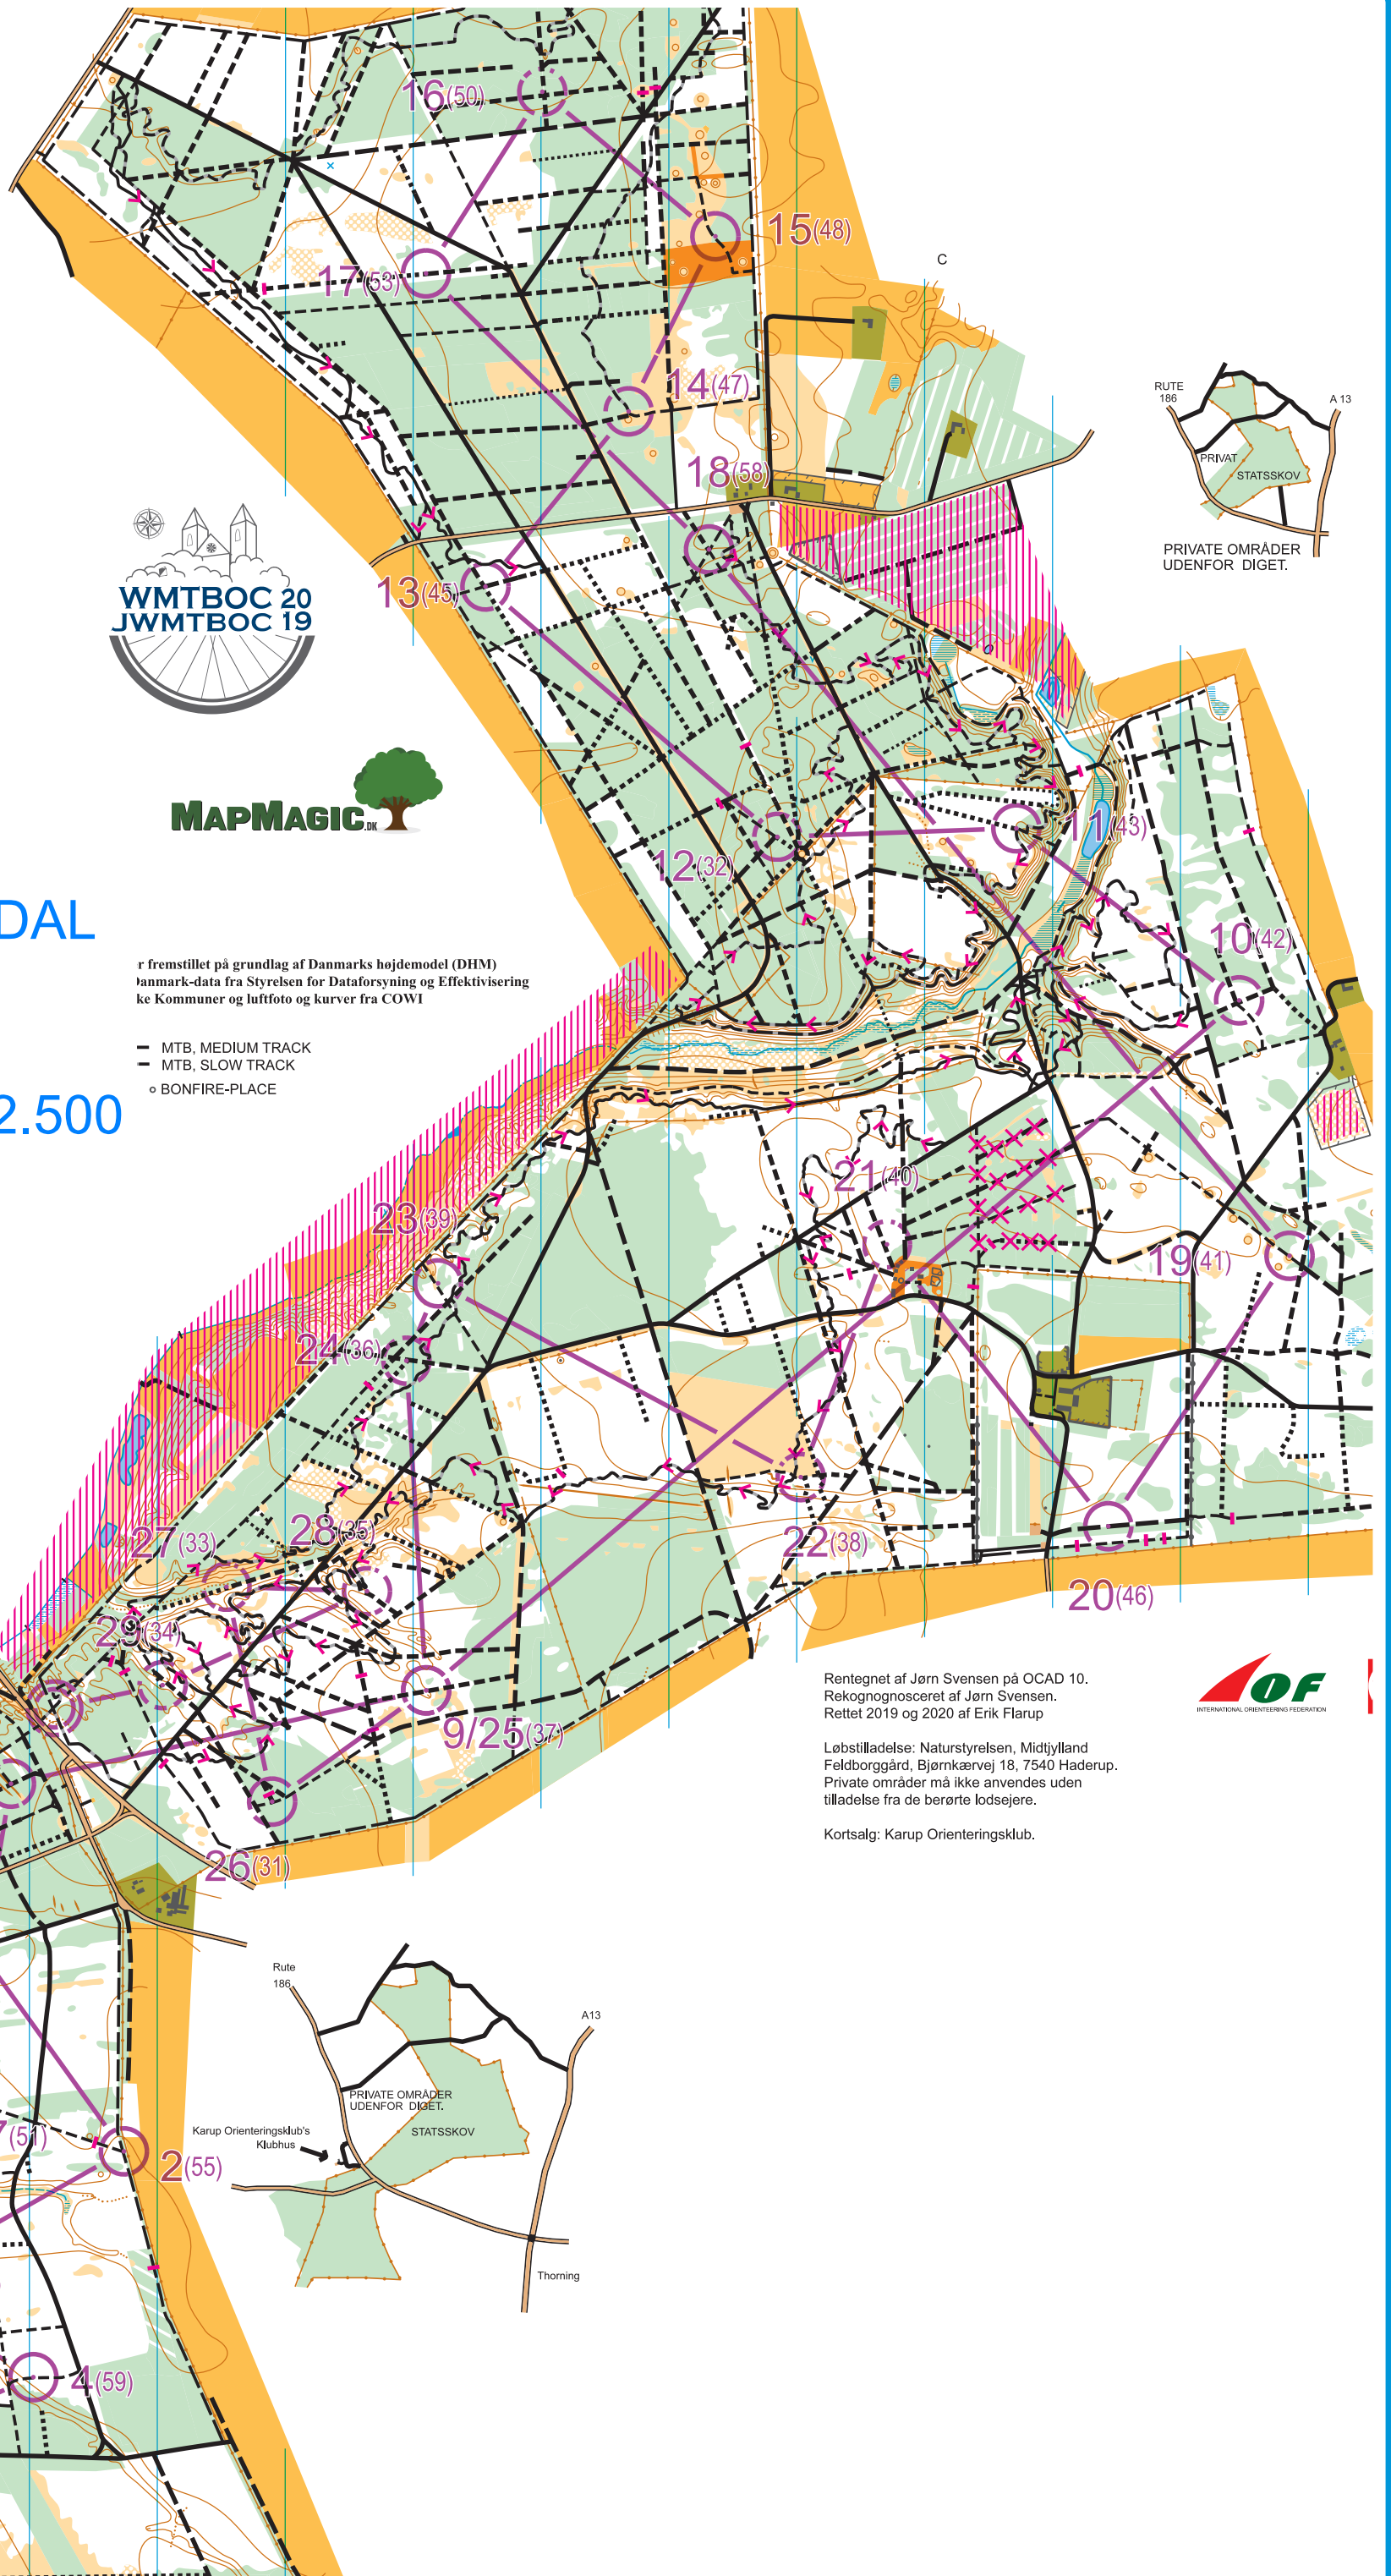 16(50)
15(48)
C
17(53)
14(47)
RUTE
186
A 13
PRIVAT
STATSSKOV
PRIVATE OMRÅDER
UDENFOR DIGET.
18(58)
13(45)
WMTBOC 20
JWMTBOC 19
MAPMAGIC.DK
11(43)
12(32)
DAL
10(42)
r fremstillet på grundlag af Danmarks højdemodel (DHM)
anmark-data fra Styrelsen for Dataforsyning og Effektivisering
ke Kommuner og luftfoto og kurver fra COWI
MTB, MEDIUM TRACK
MTB, SLOW TRACK
BONFIRE-PLACE
2.500
21(40)
23(39)
19(41)
24(36)
27(33)
28(35)
22(38)
20(46)
29(34)
9/25(37)
26(31)
Rentegnet af Jørn Svensen på OCAD 10.
Rekognognosceret af Jørn Svensen.
Rettet 2019 og 2020 af Erik Flarup
IOF
INTERNATIONAL ORIENTEERING FEDERATION
Løbstilladelse: Naturstyrelsen, Midtjylland
Feldborggård, Bjørnkærvej 18, 7540 Haderup.
Private områder må ikke anvendes uden
tilladelse fra de berørte lodsejere.
Kortsalg: Karup Orienteringsklub.
Rute
186
A13
PRIVATE OMRÅDER
UDENFOR DIGET.
STATSSKOV
Karup Orienteringsklub's
Klubhus
Thorning
7(51)
2(55)
4(59)